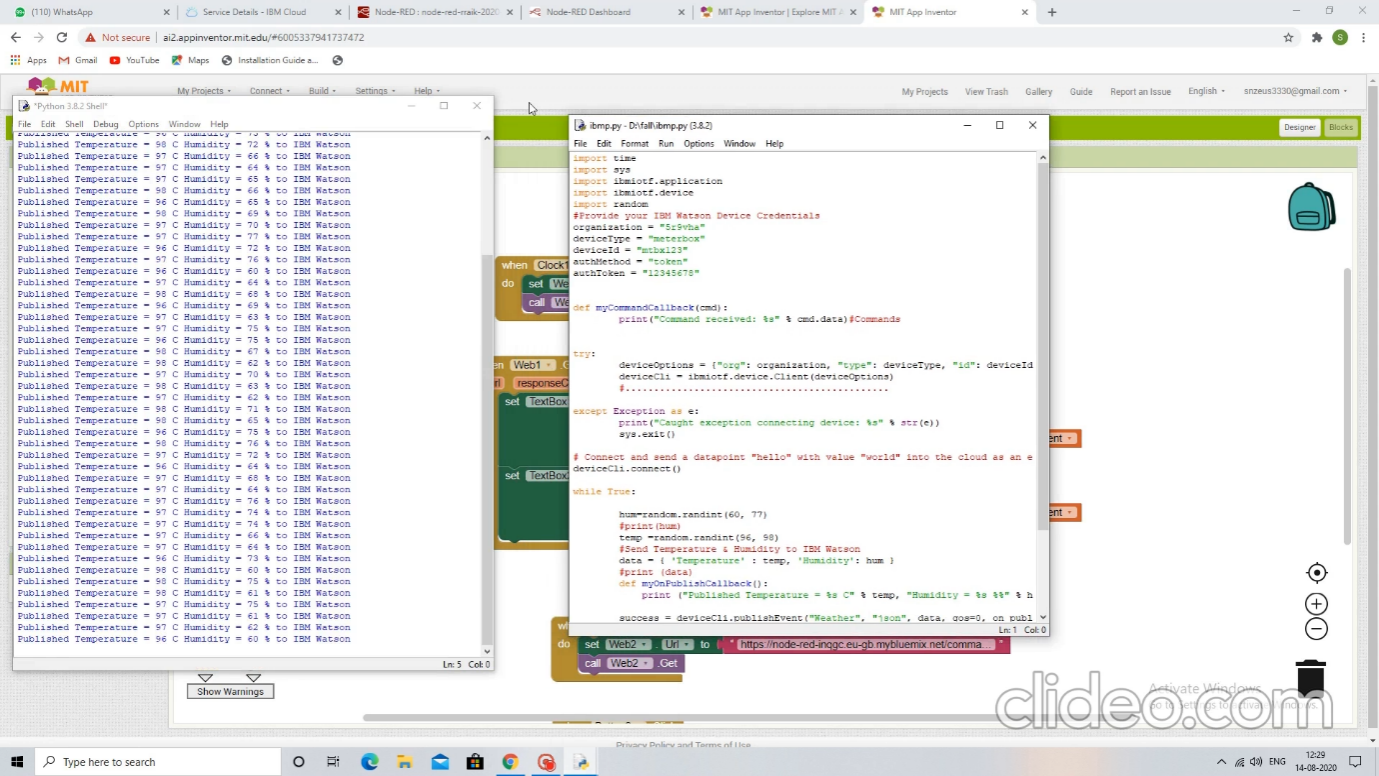 (110) WhatsApp
Service Details - IBM Cloud
Node-RED : node-red-rraik-2020
Node-RED Dashboard
MIT App Inventor | Explore MIT A
MIT App Inventor
Not secure | ai2.appinventor.mit.edu/#6005337941737472
S
Apps
Gmail
YouTube
Maps
Installation Guide a...
MIT
My Projects
Connect
Build
Settings
Help
My Projects
View Trash
Gallery
Guide
Report an Issue
English
snzeus3330@gmail.com
Designer
Blocks
*Python 3.8.2 Shell*
File Edit Shell Debug Options Window Help
Published Temperature = 96 C Humidity = 73 % to IBM Watson
Published Temperature = 98 C Humidity = 72 % to IBM Watson
Published Temperature = 97 C Humidity = 66 % to IBM Watson
Published Temperature = 97 C Humidity = 64 % to IBM Watson
Published Temperature = 97 C Humidity = 65 % to IBM Watson
Published Temperature = 98 C Humidity = 66 % to IBM Watson
Published Temperature = 96 C Humidity = 65 % to IBM Watson
Published Temperature = 98 C Humidity = 69 % to IBM Watson
Published Temperature = 97 C Humidity = 70 % to IBM Watson
Published Temperature = 98 C Humidity = 77 % to IBM Watson
Published Temperature = 96 C Humidity = 72 % to IBM Watson
Published Temperature = 97 C Humidity = 76 % to IBM Watson
Published Temperature = 96 C Humidity = 60 % to IBM Watson
Published Temperature = 97 C Humidity = 64 % to IBM Watson
Published Temperature = 98 C Humidity = 68 % to IBM Watson
Published Temperature = 96 C Humidity = 69 % to IBM Watson
Published Temperature = 97 C Humidity = 63 % to IBM Watson
Published Temperature = 97 C Humidity = 75 % to IBM Watson
Published Temperature = 96 C Humidity = 75 % to IBM Watson
Published Temperature = 98 C Humidity = 67 % to IBM Watson
Published Temperature = 98 C Humidity = 62 % to IBM Watson
Published Temperature = 97 C Humidity = 70 % to IBM Watson
Published Temperature = 98 C Humidity = 63 % to IBM Watson
Published Temperature = 97 C Humidity = 62 % to IBM Watson
Published Temperature = 98 C Humidity = 71 % to IBM Watson
Published Temperature = 98 C Humidity = 65 % to IBM Watson
Published Temperature = 96 C Humidity = 75 % to IBM Watson
Published Temperature = 98 C Humidity = 76 % to IBM Watson
Published Temperature = 97 C Humidity = 72 % to IBM Watson
Published Temperature = 96 C Humidity = 64 % to IBM Watson
Published Temperature = 97 C Humidity = 68 % to IBM Watson
Published Temperature = 98 C Humidity = 64 % to IBM Watson
Published Temperature = 97 C Humidity = 76 % to IBM Watson
Published Temperature = 97 C Humidity = 74 % to IBM Watson
Published Temperature = 97 C Humidity = 74 % to IBM Watson
Published Temperature = 97 C Humidity = 66 % to IBM Watson
Published Temperature = 97 C Humidity = 64 % to IBM Watson
Published Temperature = 96 C Humidity = 73 % to IBM Watson
Published Temperature = 98 C Humidity = 60 % to IBM Watson
Published Temperature = 98 C Humidity = 75 % to IBM Watson
Published Temperature = 98 C Humidity = 61 % to IBM Watson
Published Temperature = 97 C Humidity = 75 % to IBM Watson
Published Temperature = 97 C Humidity = 61 % to IBM Watson
Published Temperature = 97 C Humidity = 62 % to IBM Watson
Published Temperature = 96 C Humidity = 60 % to IBM Watson
Ln: 5 Col: 0
ibmp.py - D:\fall\ibmp.py (3.8.2)
File Edit Format Run Options Window Help
import time
import sys
import ibmiotf.application
import ibmiotf.device
import random
#Provide your IBM Watson Device Credentials
organization = "5r9vha"
deviceType = "meterbox"
deviceId = "mtbx123"
authMethod = "token"
authToken = "12345678"
def myCommandCallback(cmd):
print("Command received: %s" % cmd.data)#Commands
try:
deviceOptions = {"org": organization, "type": deviceType, "id": deviceId
deviceCli = ibmiotf.device.Client(deviceOptions)
#..............................................
except Exception as e:
print("Caught exception connecting device: %s" % str(e))
sys.exit()
# Connect and send a datapoint "hello" with value "world" into the cloud as an e
deviceCli.connect()
while True:
hum=random.randint(60, 77)
#print(hum)
temp =random.randint(96, 98)
#Send Temperature & Humidity to IBM Watson
data = { 'Temperature' : temp, 'Humidity': hum }
#print (data)
def myOnPublishCallback():
print ("Published Temperature = %s C" % temp, "Humidity = %s %%" % h
success = deviceCli.publishEvent("Weather", "json", data, qos=0, on_publ
Ln: 1 Col: 0
when Clock1
do set We
call We
Web1 .G
url responseC
set TextBox
set TextBox
ent
ent
wh
do set Web2 . Url to " https://node-red-inqgc.eu-gb.mybluemix.net/comma... "
call Web2 .Get
Show Warnings
Privacy Policy and Terms of Use
Activate Windows
Go to Settings to activate Windows.
clideo.com
Type here to search
ENG
12:29
14-08-2020